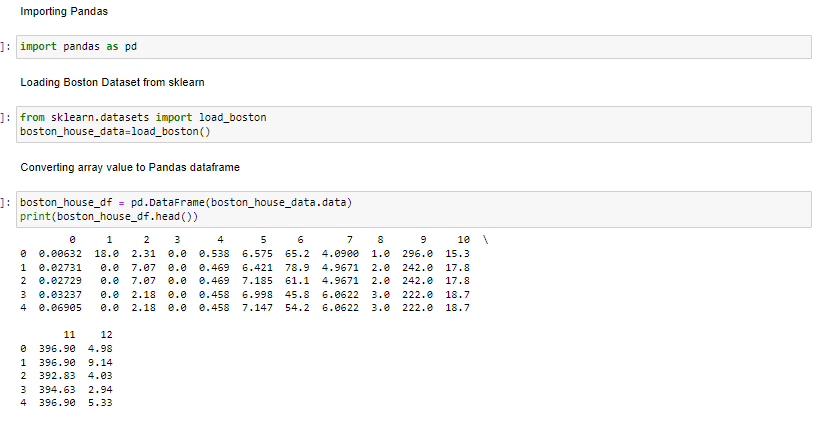 Importing Pandas
]: import pandas as pd
Loading Boston Dataset from sklearn
]: from sklearn.datasets import load_boston
boston_house_data=load_boston()
Converting array value to Pandas dataframe
]: boston_house_df = pd.DataFrame(boston_house_data.data)
print(boston_house_df.head())
0 1 2 3 4 5 6 7 8 9 10 \
0 0.00632 18.0 2.31 0.0 0.538 6.575 65.2 4.0900 1.0 296.0 15.3
1 0.02731 0.0 7.07 0.0 0.469 6.421 78.9 4.9671 2.0 242.0 17.8
2 0.02729 0.0 7.07 0.0 0.469 7.185 61.1 4.9671 2.0 242.0 17.8
3 0.03237 0.0 2.18 0.0 0.458 6.998 45.8 6.0622 3.0 222.0 18.7
4 0.06905 0.0 2.18 0.0 0.458 7.147 54.2 6.0622 3.0 222.0 18.7
11 12
0 396.90 4.98
1 396.90 9.14
2 392.83 4.03
3 394.63 2.94
4 396.90 5.33